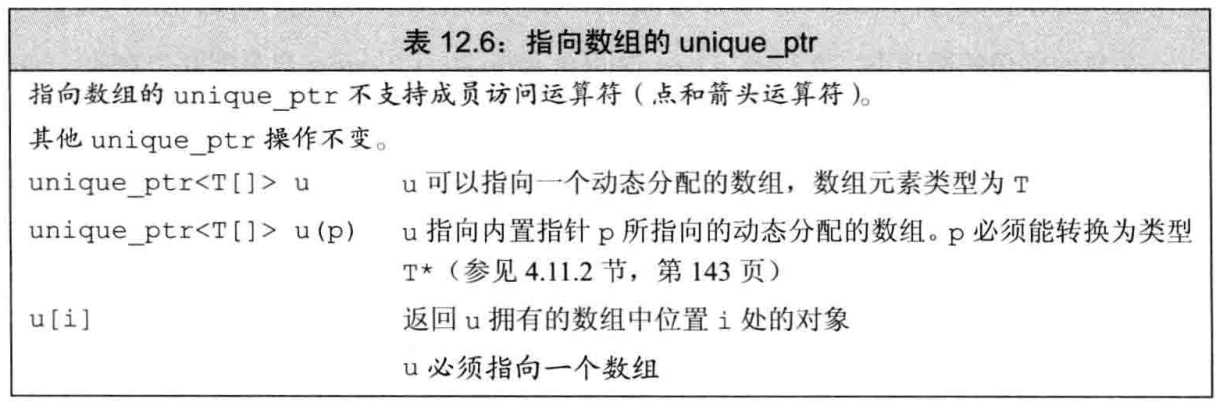 表 12.6：指向数组的 unique_ptr
指向数组的 unique_ptr 不支持成员访问运算符（点和箭头运算符）。
其他 unique_ptr 操作不变。
unique_ptr<T[]> u u 可以指向一个动态分配的数组，数组元素类型为 T
unique_ptr<T[]> u(p) u 指向内置指针 p 所指向的动态分配的数组。p 必须能转换为类型
T*（参见 4.11.2 节，第 143 页）
u[i] 返回 u 拥有的数组中位置 i 处的对象
u 必须指向一个数组